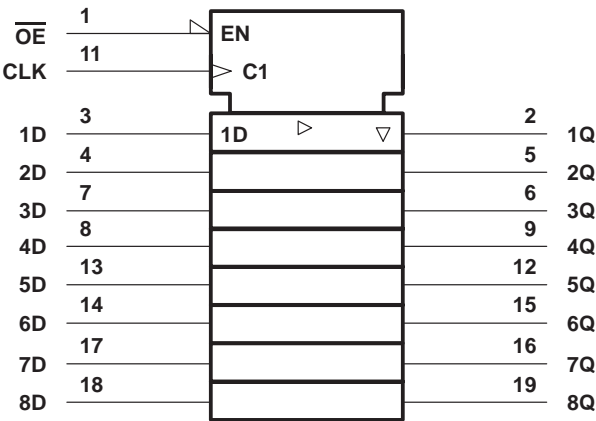 O̅E̅ 1 EN
CLK 11 C1
1D 3 1D 2 1Q
2D 4 5 2Q
3D 7 6 3Q
4D 8 9 4Q
5D 13 12 5Q
6D 14 15 6Q
7D 17 16 7Q
8D 18 19 8Q